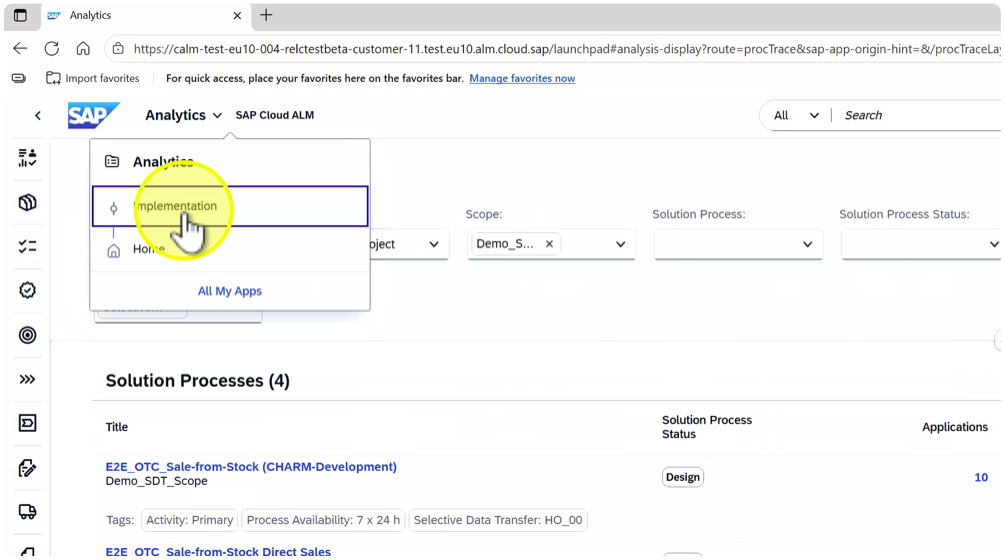 Analytics
https://calm-test-eu10-004-relctestbeta-customer-11.test.eu10.alm.cloud.sap/launchpad#analysis-display?route=procTrace&sap-app-origin-hint=&/procTraceLay
Import favorites For quick access, place your favorites here on the favorites bar. Manage favorites now
SAP Analytics SAP Cloud ALM All Search
Analytics
Implementation
Home
All My Apps
oject
Scope: Solution Process: Solution Process Status:
Demo_S...
Solution Processes (4)
Title Solution Process Status Applications
E2E_OTC_Sale-from-Stock (CHARM-Development)
Demo_SDT_Scope
Design 10
Tags: Activity: Primary Process Availability: 7 x 24 h Selective Data Transfer: HO_00
E2E_OTC_Sale-from-Stock Direct Sales